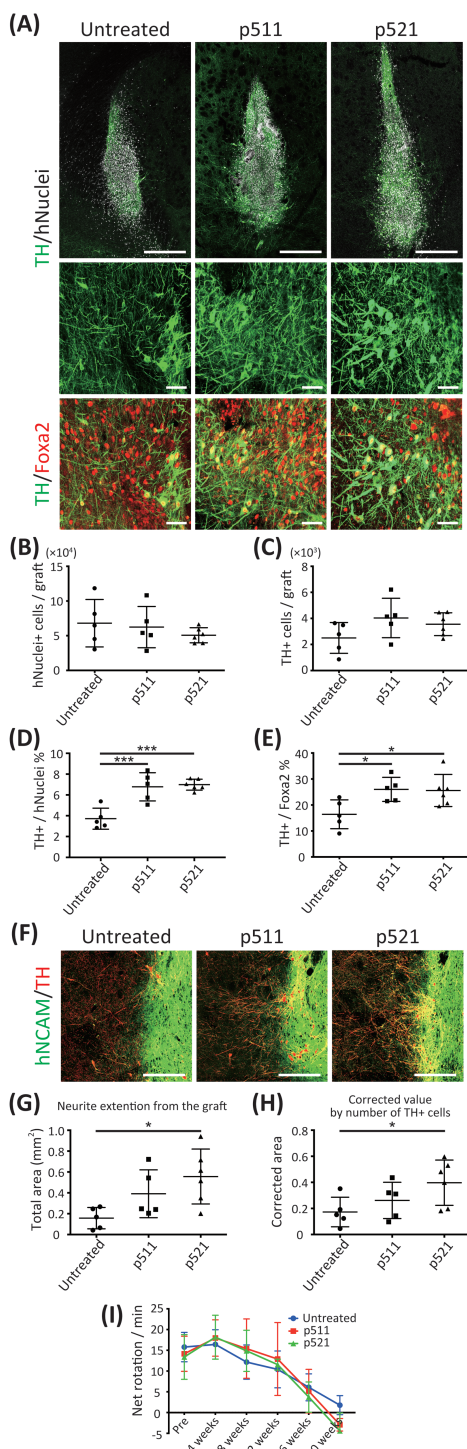 (A) Untreated p511 p521
TH/hNuclei
TH/Foxa2
(B) (×10⁴)
hNuclei+ cells / graft
15
10
5
0
Untreated p511 p521
(C) (×10³)
TH+ cells / graft
8
6
4
2
0
Untreated p511 p521
(D)
TH+ / hNuclei %
10
8
6
4
2
0
***
***
Untreated p511 p521
(E)
TH+ / Foxa2 %
40
30
20
10
0
*
*
Untreated p511 p521
(F) Untreated p511 p521
hNCAM/TH
(G) Neurite extention from the graft
Total area (mm²)
1.0
0.8
0.6
0.4
0.2
0
*
Untreated p511 p521
(H) Corrected value
by number of TH+ cells
Corrected area
0.8
0.6
0.4
0.2
0.0
*
Untreated p511 p521
(I)
Net rotation / min
25
20
15
10
5
0
-5
Untreated
p511
p521
Pre
4 weeks
8 weeks
2 weeks
6 weeks
0 weeks